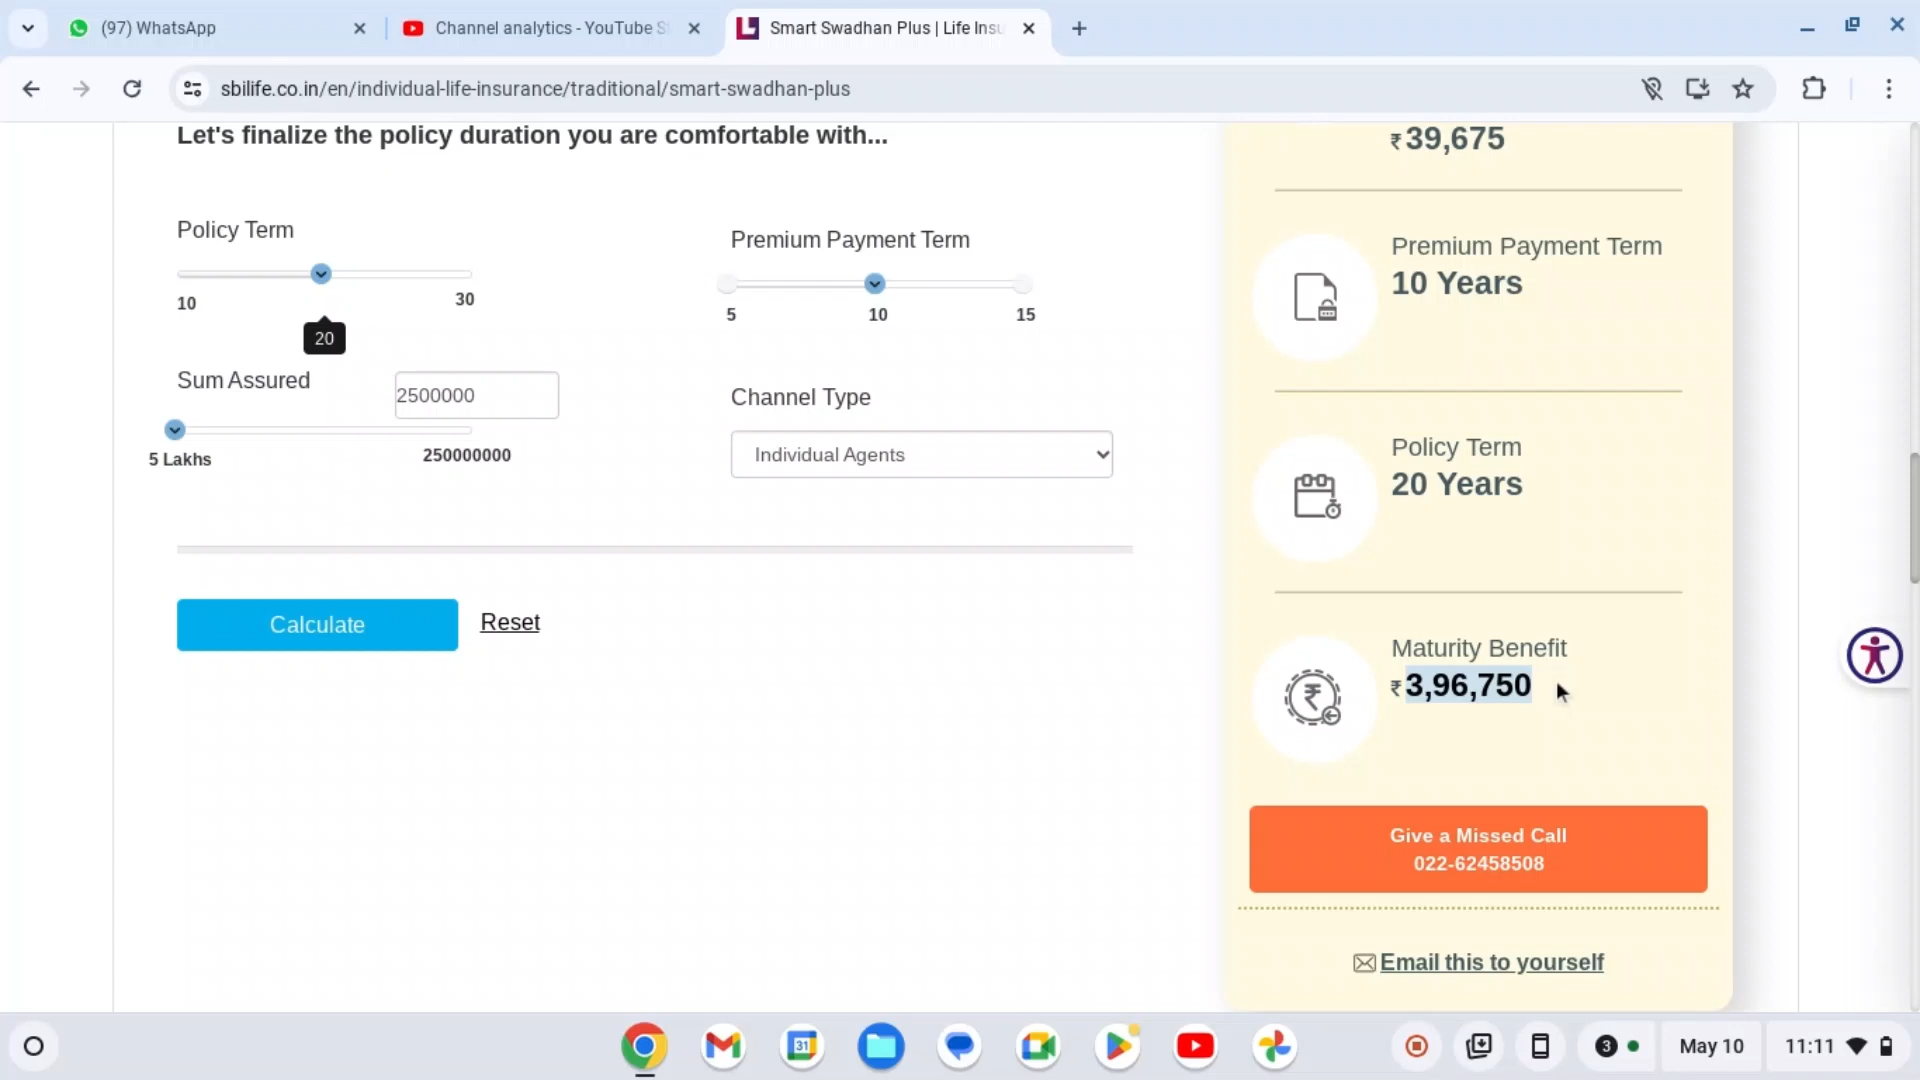 (97) WhatsApp
Channel analytics - YouTube S
Smart Swadhan Plus | Life Insu
sbilife.co.in/en/individual-life-insurance/traditional/smart-swadhan-plus
Let's finalize the policy duration you are comfortable with...
Policy Term
10
30
20
Premium Payment Term
5
10
15
Sum Assured
2500000
5 Lakhs
250000000
Channel Type
Individual Agents
Calculate
Reset
₹39,675
Premium Payment Term
10 Years
Policy Term
20 Years
Maturity Benefit
₹3,96,750
Give a Missed Call
022-62458508
Email this to yourself
31
3
May 10
11:11